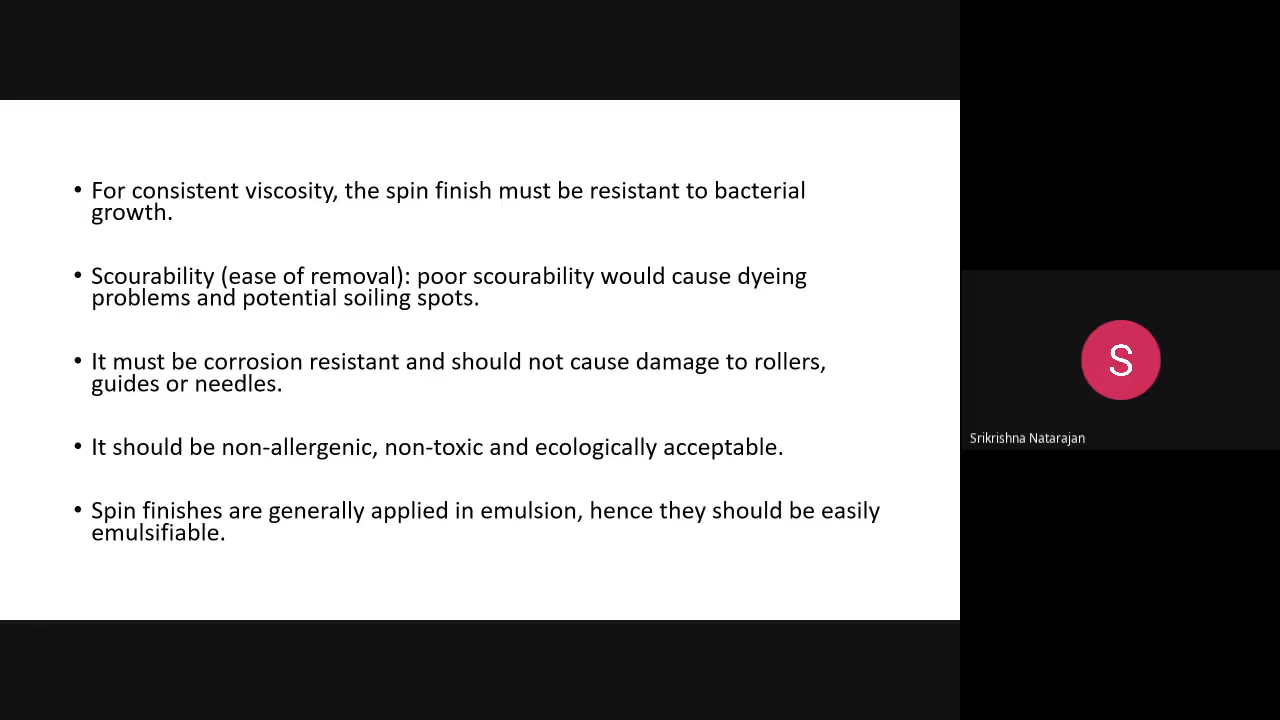 • For consistent viscosity, the spin finish must be resistant to bacterial
growth.
• Scourability (ease of removal): poor scourability would cause dyeing
problems and potential soiling spots.
• It must be corrosion resistant and should not cause damage to rollers,
guides or needles.
• It should be non-allergenic, non-toxic and ecologically acceptable.
• Spin finishes are generally applied in emulsion, hence they should be easily
emulsifiable.
S
Srikrishna Natarajan